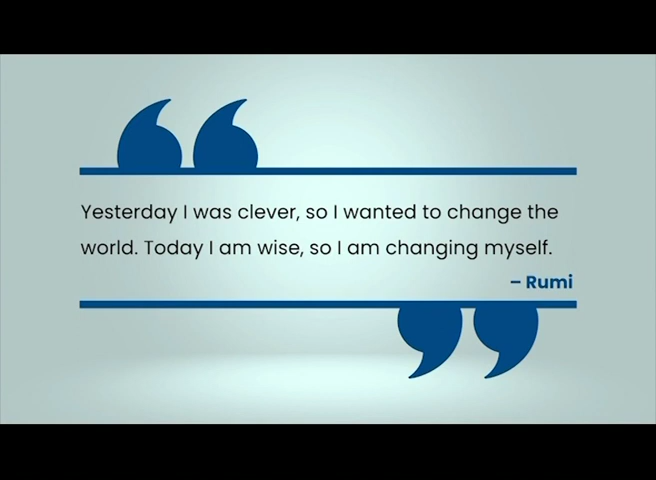 Yesterday I was clever, so I wanted to change the
world. Today I am wise, so I am changing myself.
– Rumi